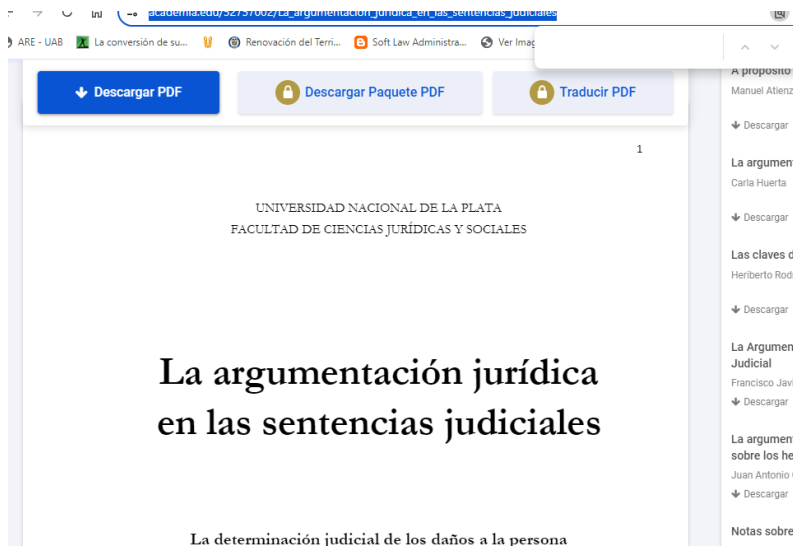 academia.edu/52757002/La_argumentación_jurídica_en_las_sentencias_judiciales
ARE - UAB La conversión de su... Renovación del Terri... Soft Law Administra... Ver Imag
Descargar PDF
Descargar Paquete PDF
Traducir PDF
1
UNIVERSIDAD NACIONAL DE LA PLATA
FACULTAD DE CIENCIAS JURÍDICAS Y SOCIALES
La argumentación jurídica
en las sentencias judiciales
La determinación judicial de los daños a la persona
A propósito
Manuel Atienz
Descargar
La argument
Carla Huerta
Descargar
Las claves d
Heriberto Rod
Descargar
La Argumen
Judicial
Francisco Javi
Descargar
La argument
sobre los he
Juan Antonio
Descargar
Notas sobre